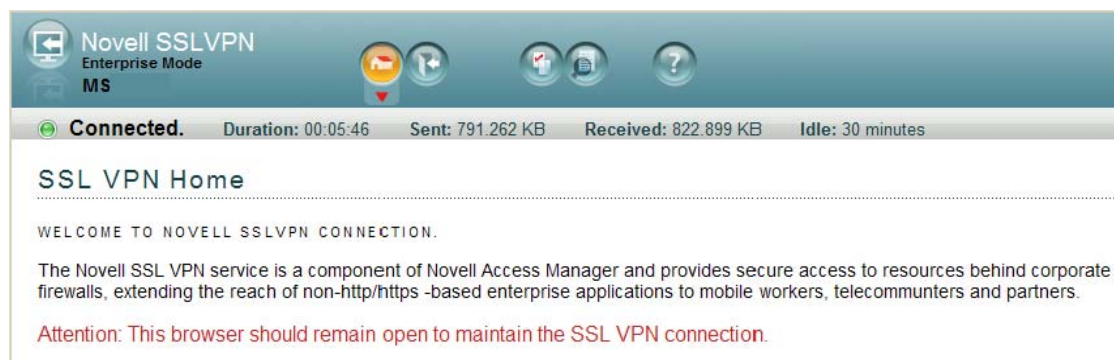 Novell SSLVPN
Enterprise Mode
MS
?
Connected. Duration: 00:05:46 Sent: 791.262 KB Received: 822.899 KB Idle: 30 minutes
SSL VPN Home
WELCOME TO NOVELL SSLVPN CONNECTION.
The Novell SSL VPN service is a component of Novell Access Manager and provides secure access to resources behind corporate
firewalls, extending the reach of non-http/https -based enterprise applications to mobile workers, telecommunters and partners.
Attention: This browser should remain open to maintain the SSL VPN connection.